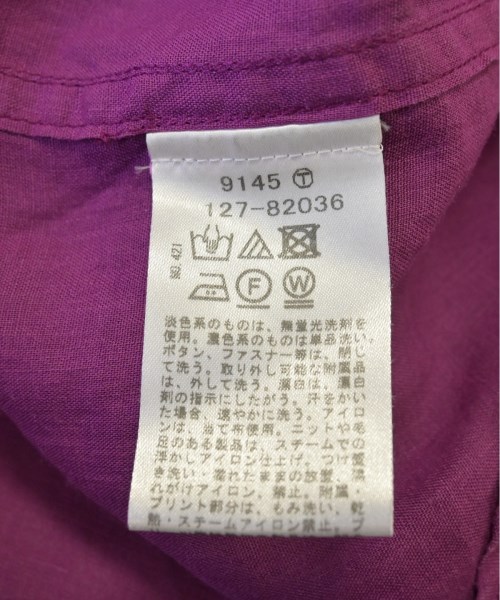 9145 Ⓣ
127-82036
NO.421
F W
淡色系のものは、無蛍光洗剤を
使用。濃色系のものは単品洗い。
ボタン、ファスナー等は、閉じ
て洗う。取り外し可能な附属品
は、外して洗う。漂白は、漂白
剤の指示にしたがう。汗をかい
た場合、速やかに洗う。アイロ
ンは、当て布使用。ニットや毛
足のある製品は、スチームでの
浮かしアイロン仕上げ。つけ置
き洗い・濡れたままの放置・濡
れがけアイロン、禁止。附属・
プリント部分は、もみ洗い、乾
・スチームアイロン禁止。